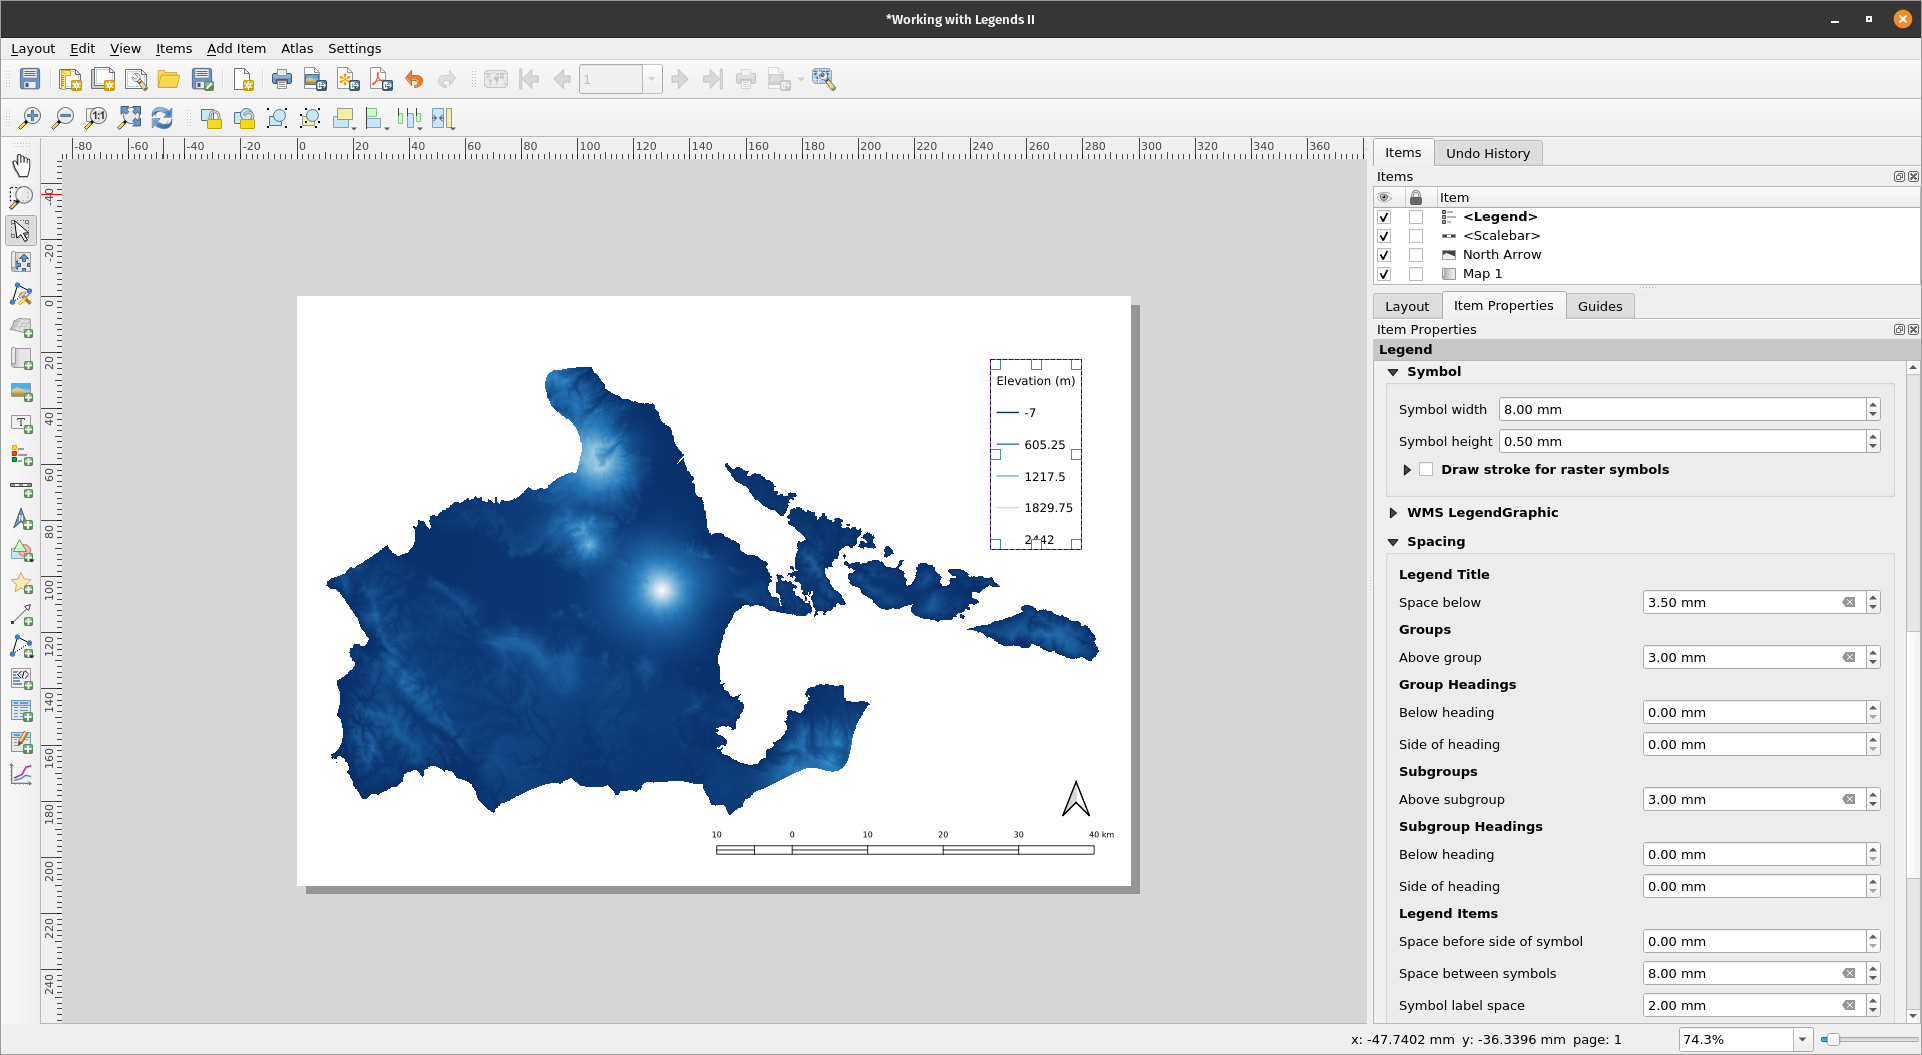 *Working with Legends II
Layout Edit View Items Add Item Atlas Settings
1
-80 -60 -40 -20 0 20 40 60 80 100 120 140 160 180 200 220 240 260 280 300 320 340 360
-40
-20
0
20
40
60
80
100
120
140
160
180
200
220
240
Elevation (m)
-7
605.25
1217.5
1829.75
2442
10 0 10 20 30 40 km
Items Undo History
Items
Item
<Legend>
<Scalebar>
North Arrow
Map 1
Layout Item Properties Guides
Item Properties
Legend
Symbol
Symbol width 8.00 mm
Symbol height 0.50 mm
Draw stroke for raster symbols
WMS LegendGraphic
Spacing
Legend Title
Space below 3.50 mm
Groups
Above group 3.00 mm
Group Headings
Below heading 0.00 mm
Side of heading 0.00 mm
Subgroups
Above subgroup 3.00 mm
Subgroup Headings
Below heading 0.00 mm
Side of heading 0.00 mm
Legend Items
Space before side of symbol 0.00 mm
Space between symbols 8.00 mm
Symbol label space 2.00 mm
x: -47.7402 mm y: -36.3396 mm page: 1 74.3%